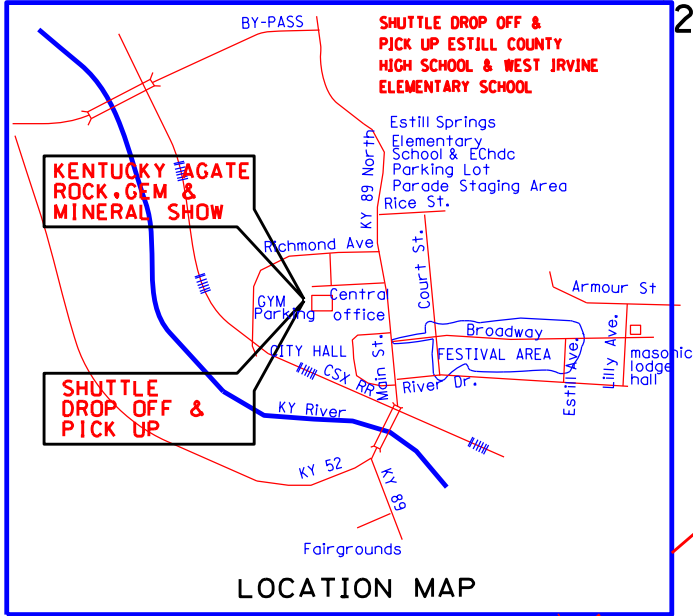 2
BY-PASS
SHUTTLE DROP OFF &
PICK UP ESTILL COUNTY
HIGH SCHOOL & WEST IRVINE
ELEMENTARY SCHOOL
Estill Springs
Elementary
School & EChdc
Parking Lot
Parade Staging Area
KY 89 North
Rice St.
KENTUCKY AGATE
ROCK, GEM &
MINERAL SHOW
Richmond Ave
Court St.
Armour St
GYM
Parking
Central
office
Broadway
CITY HALL
Main St.
FESTIVAL AREA
Estill Ave.
Lilly Ave.
masonic
lodge
hall
CSX RR
River Dr.
SHUTTLE
DROP OFF &
PICK UP
KY River
KY 52
KY 89
Fairgrounds
LOCATION MAP